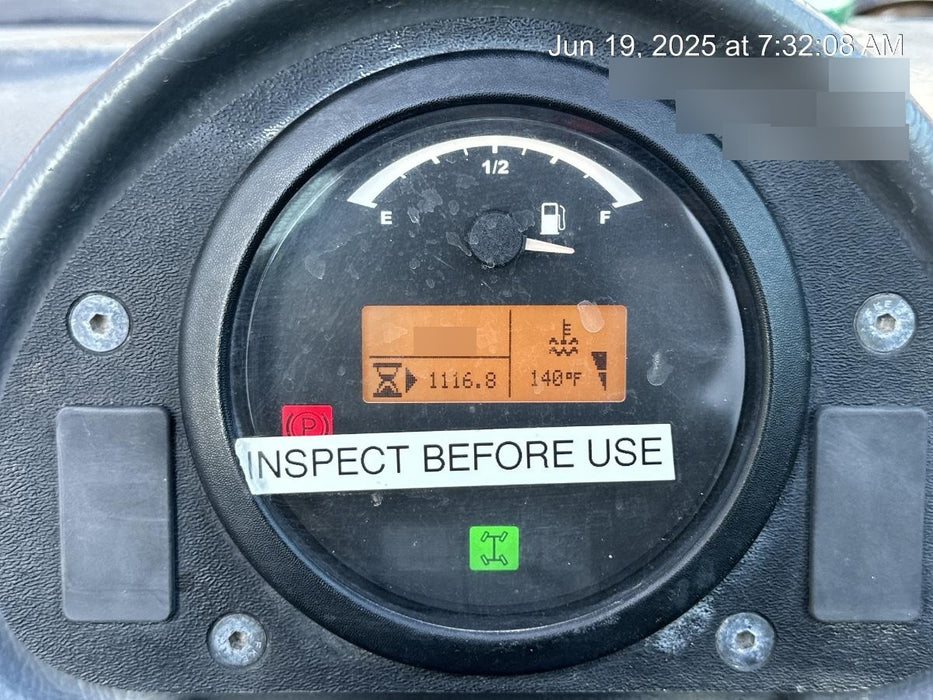 Jun 19, 2025 at 7:32:08 AM
1/2
E F
1116.8 140°F
P
INSPECT BEFORE USE